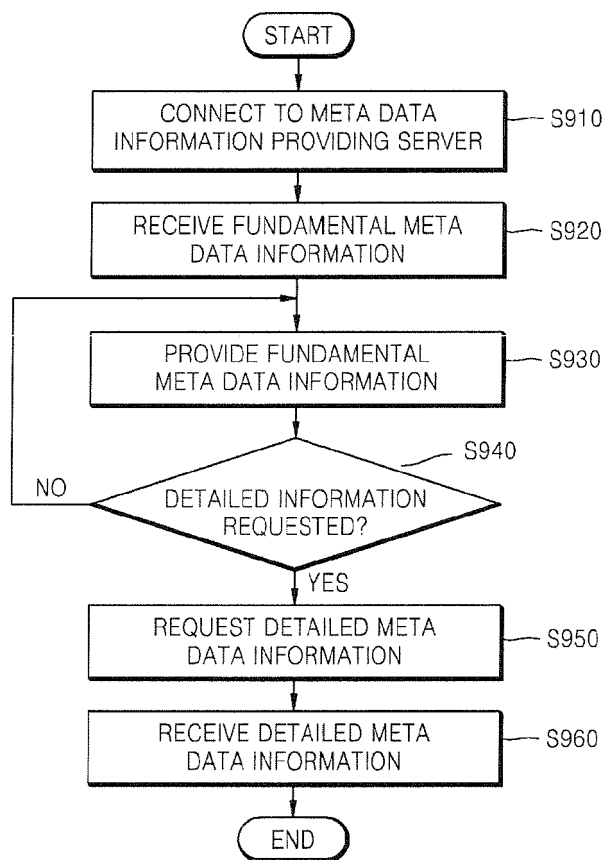 START
CONNECT TO META DATA
INFORMATION PROVIDING SERVER
S910
RECEIVE FUNDAMENTAL META
DATA INFORMATION
S920
PROVIDE FUNDAMENTAL
META DATA INFORMATION
S930
S940
NO
DETAILED INFORMATION
REQUESTED?
YES
REQUEST DETAILED META
DATA INFORMATION
S950
RECEIVE DETAILED META
DATA INFORMATION
S960
END